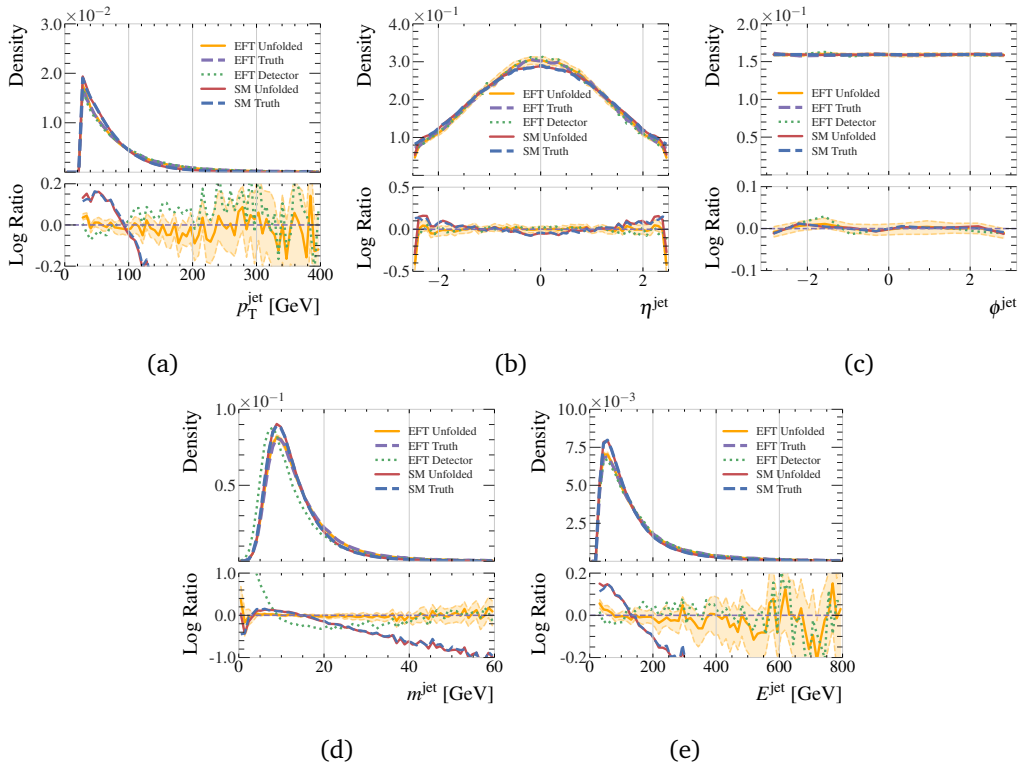 ×10⁻²
Density
3.0
2.0
1.0
EFT Unfolded
EFT Truth
EFT Detector
SM Unfolded
SM Truth
Log Ratio
0.2
0.0
-0.2
0 100 200 300 400
p_T^jet [GeV]
(a)
×10⁻¹
Density
4.0
3.0
2.0
1.0
EFT Unfolded
EFT Truth
EFT Detector
SM Unfolded
SM Truth
Log Ratio
0.5
0.0
-0.5
−2 0 2
η^jet
(b)
×10⁻¹
Density
2.0
1.5
1.0
0.5
0.0
EFT Unfolded
EFT Truth
EFT Detector
SM Unfolded
SM Truth
Log Ratio
0.1
0.0
-0.1
−2 0 2
ϕ^jet
(c)
×10⁻¹
Density
1.0
0.5
EFT Unfolded
EFT Truth
EFT Detector
SM Unfolded
SM Truth
Log Ratio
1.0
0.0
-1.0
0 20 40 60
m^jet [GeV]
(d)
×10⁻³
Density
10.0
7.5
5.0
2.5
EFT Unfolded
EFT Truth
EFT Detector
SM Unfolded
SM Truth
Log Ratio
0.2
0.0
-0.2
0 200 400 600 800
E^jet [GeV]
(e)